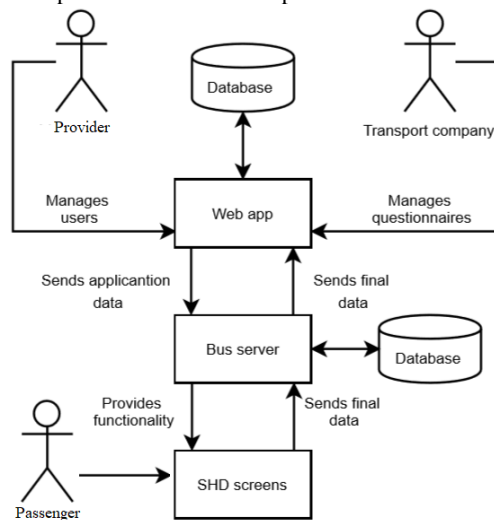 Provider
Database
Transport company
Manages
users
Web app
Manages
questionnaires
Sends applicantion
data
Sends final
data
Bus server
Database
Provides
functionality
Sends final
data
SHD screens
Passenger